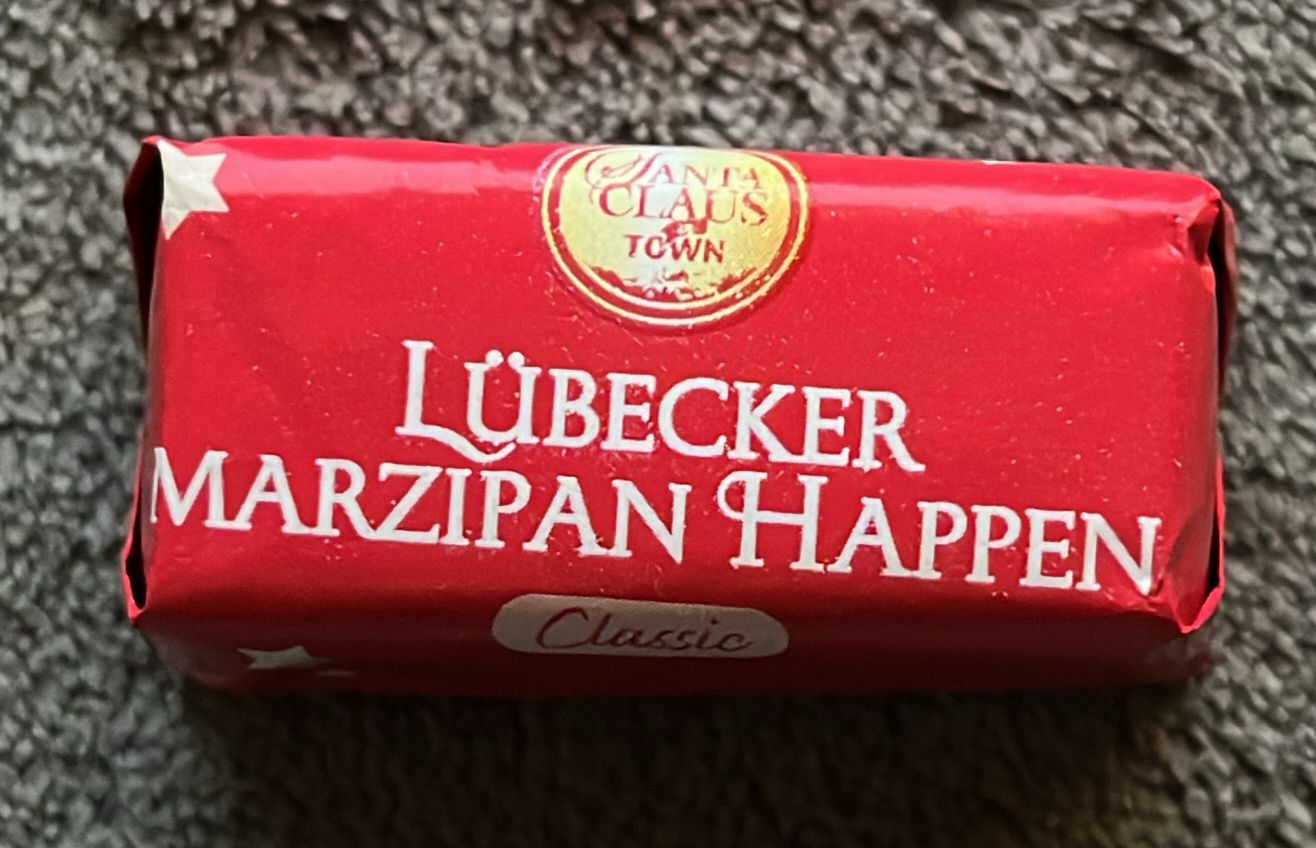 SANTA
CLAUS
TOWN
LÜBECKER
MARZIPAN HAPPEN
Classic